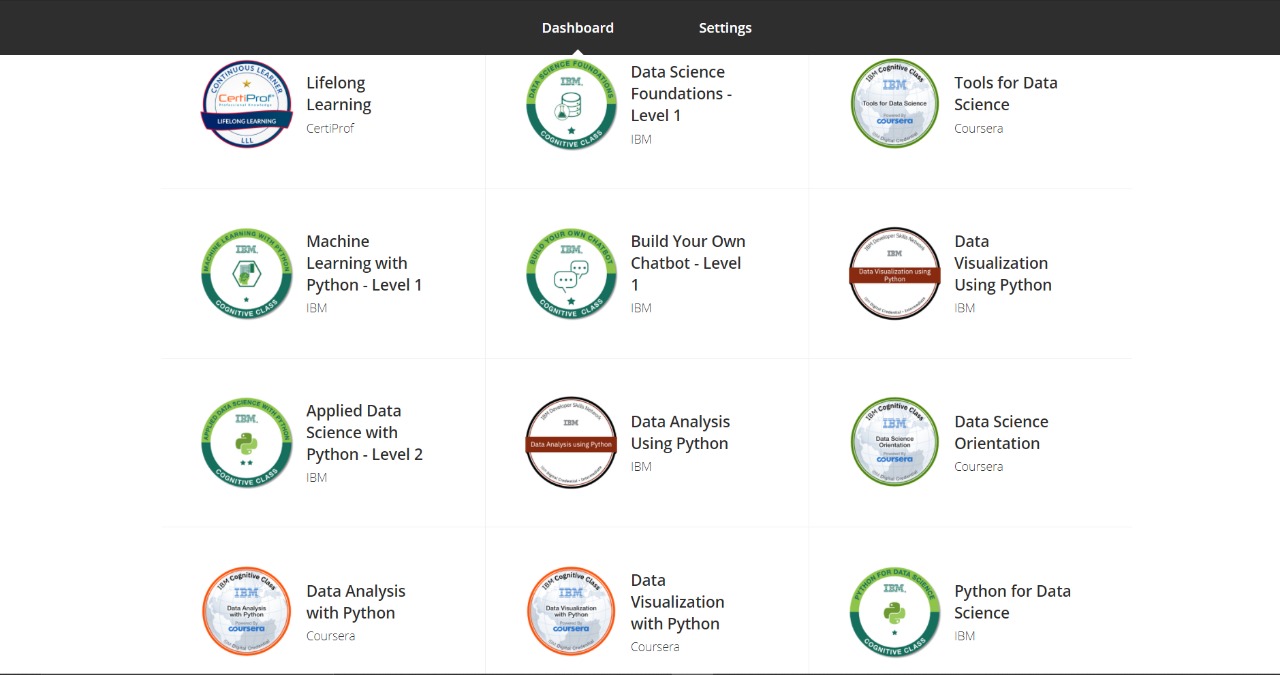 Dashboard
Settings
CONTINUOUS LEARNER
CertiProf
Professional Knowledge
LIFELONG LEARNING
LLL
Lifelong
Learning
CertiProf
DATA SCIENCE FOUNDATIONS
IBM.
COGNITIVE CLASS
Data Science
Foundations -
Level 1
IBM
IBM Cognitive Class
IBM
Tools for Data Science
Powered By
coursera
IBM Digital Credential
Tools for Data
Science
Coursera
MACHINE LEARNING WITH PYTHON
IBM.
COGNITIVE CLASS
Machine
Learning with
Python - Level 1
IBM
BUILD YOUR OWN CHATBOT
IBM.
COGNITIVE CLASS
Build Your Own
Chatbot - Level
1
IBM
IBM Developer Skills Network
IBM
Data Visualization using
Python
IBM Digital Credential • Intermediate
Data
Visualization
Using Python
IBM
APPLIED DATA SCIENCE WITH PYTHON
IBM.
COGNITIVE CLASS
Applied Data
Science with
Python - Level 2
IBM
IBM Developer Skills Network
IBM
Data Analysis using Python
IBM Digital Credential • Intermediate
Data Analysis
Using Python
IBM
IBM Cognitive Class
IBM
Data Science
Orientation
Powered By
coursera
IBM Digital Credential
Data Science
Orientation
Coursera
IBM Cognitive Class
IBM
Data Analysis
with Python
Powered By
coursera
IBM Digital Credential
Data Analysis
with Python
Coursera
IBM Cognitive Class
IBM
Data Visualization
with Python
Powered By
coursera
IBM Digital Credential
Data
Visualization
with Python
Coursera
PYTHON FOR DATA SCIENCE
IBM.
COGNITIVE CLASS
Python for Data
Science
IBM